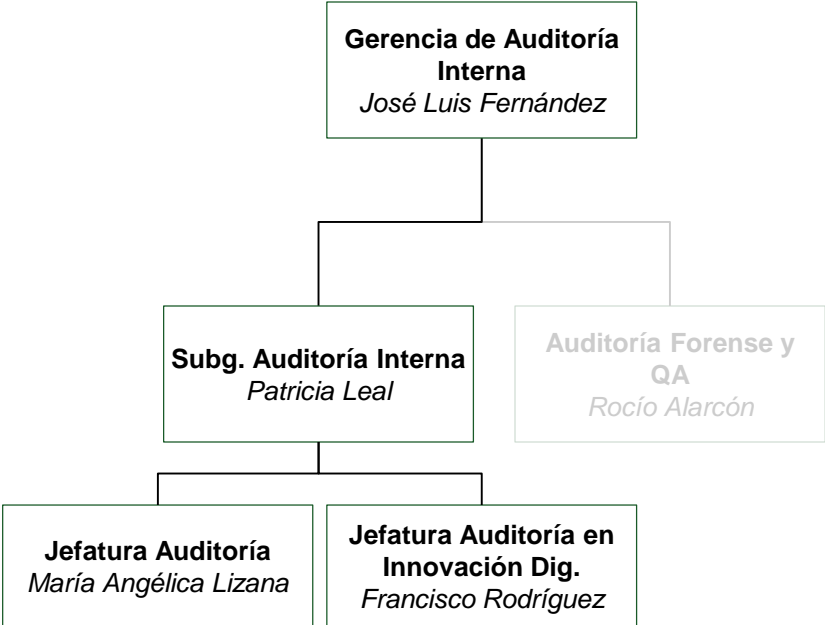 Gerencia de Auditoría
Interna
José Luis Fernández
Subg. Auditoría Interna
Patricia Leal
Auditoría Forense y
QA
Rocío Alarcón
Jefatura Auditoría
María Angélica Lizana
Jefatura Auditoría en
Innovación Dig.
Francisco Rodríguez